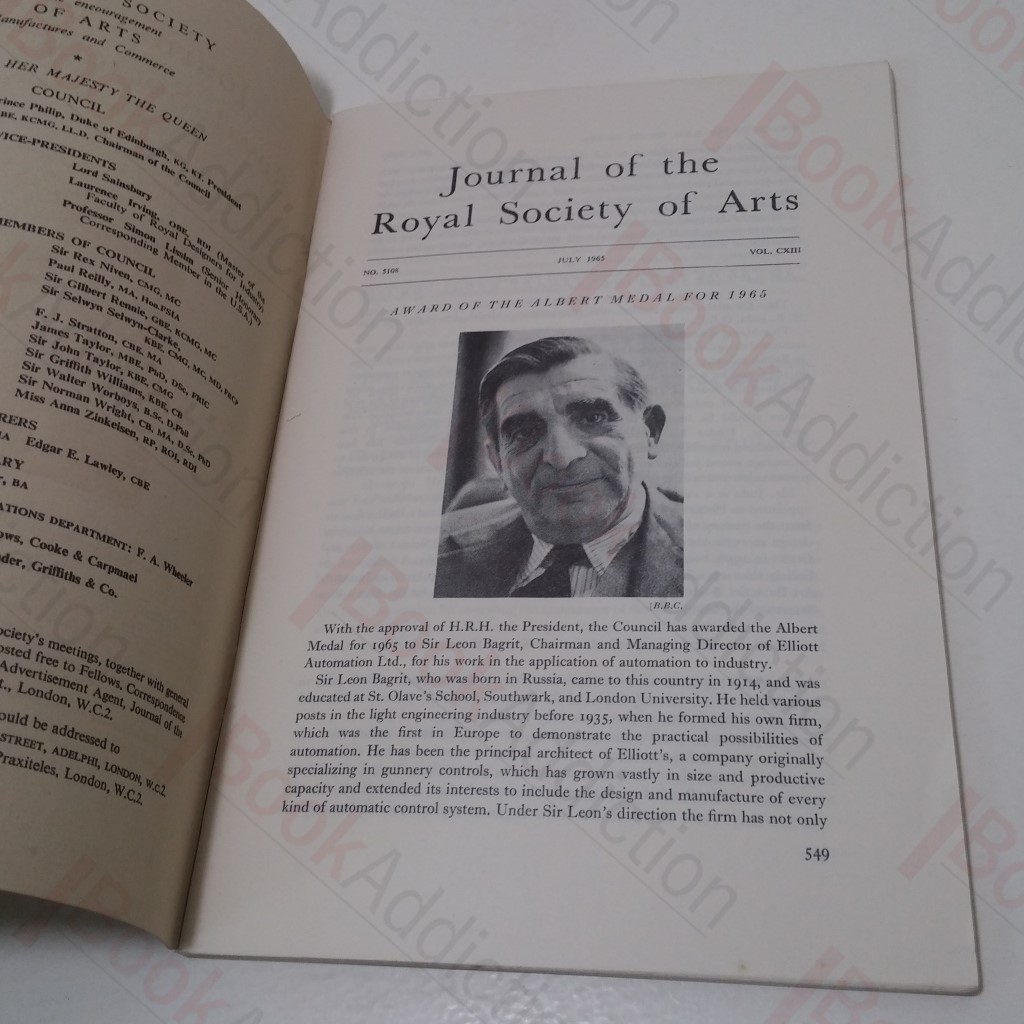 SOCIETY
OF ARTS
encouragement
manufactures and Commerce
*
HER MAJESTY THE QUEEN
COUNCIL
Prince Philip, Duke of Edinburgh, KG, KT, President
KCMG, LL.D, Chairman of the Council
VICE-PRESIDENTS
Lord Sainsbury
Laurence Irving, OBE, RDI (Master of the
Faculty of Royal Designers for Industry)
Professor Simon Lissim (Senior Honorary
Corresponding Member in the U.S.A.)
MEMBERS OF COUNCIL
Sir Rex Niven, CMG, MC
Paul Reilly, MA, Hon.FSIA
Sir Gilbert Rennie, GBE, KCMG, MC
Sir Selwyn Selwyn-Clarke,
KBE, CMG, MC, MD, FRCP
F. J. Stratton, CBE, MA
James Taylor, MBE, PhD, DSc, FRIC
Sir John Taylor, KBE, CMG
Sir Griffith Williams, KBE, CB
Sir Walter Worboys, B.Sc, D.Phil
Sir Norman Wright, CB, MA, D.Sc, PhD
Miss Anna Zinkeisen, RP, ROI, RDI
Edgar E. Lawley, CBE
BA
DEPARTMENT: F. A. Wheeler
Cooke & Carpmael
Griffiths & Co.
Society's meetings, together with general
posted free to Fellows. Correspondence
Advertisement Agent, Journal of the
London, W.C.2.
should be addressed to
STREET, ADELPHI, LONDON, W.C.2
Praxiteles, London, W.C.2.
Journal of the
Royal Society of Arts
NO. 5108 JULY 1965 VOL. CXIII
AWARD OF THE ALBERT MEDAL FOR 1965
[B.B.C.
With the approval of H.R.H. the President, the Council has awarded the Albert
Medal for 1965 to Sir Leon Bagrit, Chairman and Managing Director of Elliott
Automation Ltd., for his work in the application of automation to industry.
Sir Leon Bagrit, who was born in Russia, came to this country in 1914, and was
educated at St. Olave's School, Southwark, and London University. He held various
posts in the light engineering industry before 1935, when he formed his own firm,
which was the first in Europe to demonstrate the practical possibilities of
automation. He has been the principal architect of Elliott's, a company originally
specializing in gunnery controls, which has grown vastly in size and productive
capacity and extended its interests to include the design and manufacture of every
kind of automatic control system. Under Sir Leon's direction the firm has not only
549
BookAddiction